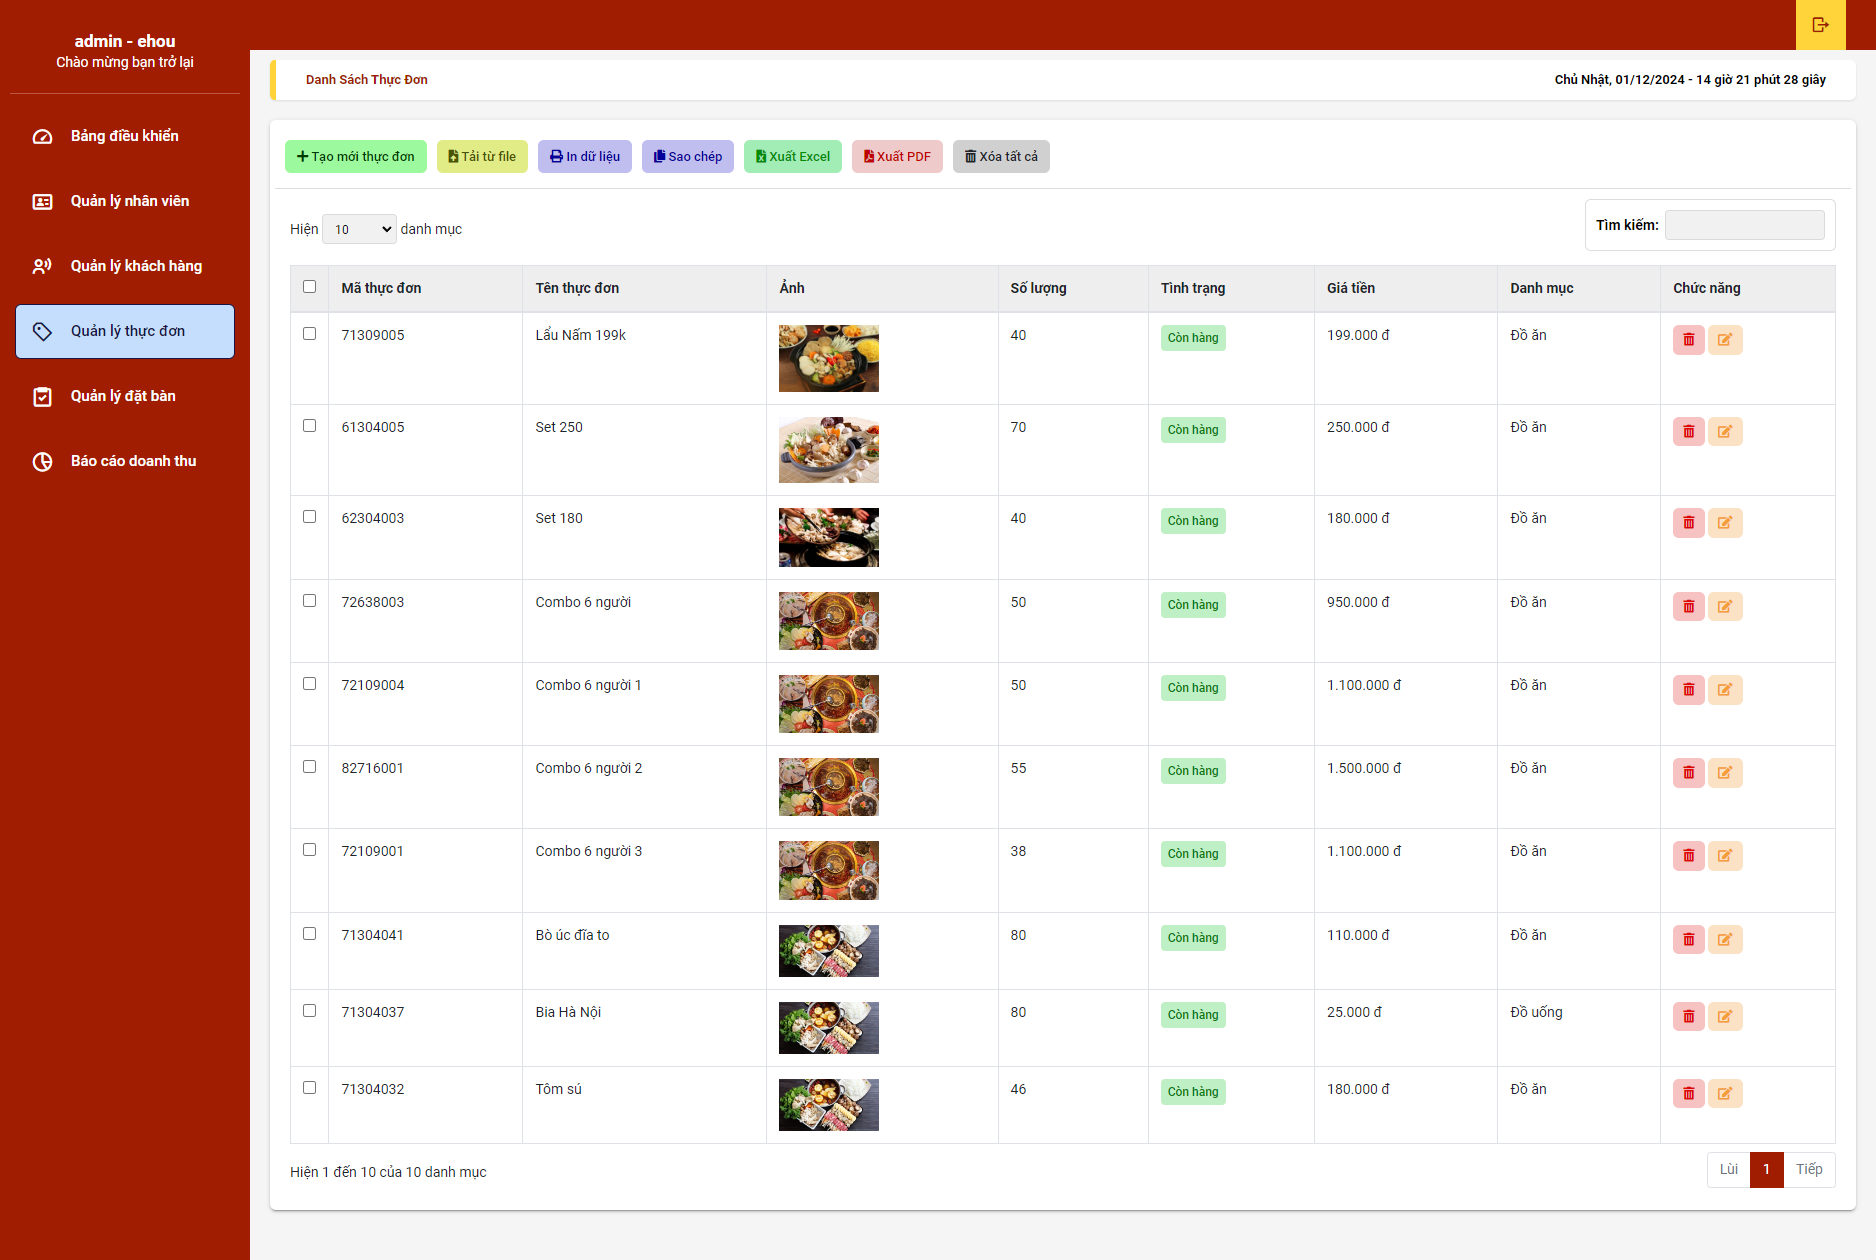 admin - ehou
Chào mừng bạn trở lại
Bảng điều khiển
Quản lý nhân viên
Quản lý khách hàng
Quản lý thực đơn
Quản lý đặt bàn
Báo cáo doanh thu
Danh Sách Thực Đơn
Chủ Nhật, 01/12/2024 - 14 giờ 21 phút 28 giây
Tạo mới thực đơn Tải từ file In dữ liệu Sao chép Xuất Excel Xuất PDF Xóa tất cả
Hiện 10 danh mục
Tìm kiếm:
Mã thực đơn Tên thực đơn Ảnh Số lượng Tình trạng Giá tiền Danh mục Chức năng
71309005 Lẩu Nấm 199k 40 Còn hàng 199.000 đ Đồ ăn
61304005 Set 250 70 Còn hàng 250.000 đ Đồ ăn
62304003 Set 180 40 Còn hàng 180.000 đ Đồ ăn
72638003 Combo 6 người 50 Còn hàng 950.000 đ Đồ ăn
72109004 Combo 6 người 1 50 Còn hàng 1.100.000 đ Đồ ăn
82716001 Combo 6 người 2 55 Còn hàng 1.500.000 đ Đồ ăn
72109001 Combo 6 người 3 38 Còn hàng 1.100.000 đ Đồ ăn
71304041 Bò úc đĩa to 80 Còn hàng 110.000 đ Đồ ăn
71304037 Bia Hà Nội 80 Còn hàng 25.000 đ Đồ uống
71304032 Tôm sú 46 Còn hàng 180.000 đ Đồ ăn
Hiện 1 đến 10 của 10 danh mục
Lùi 1 Tiếp